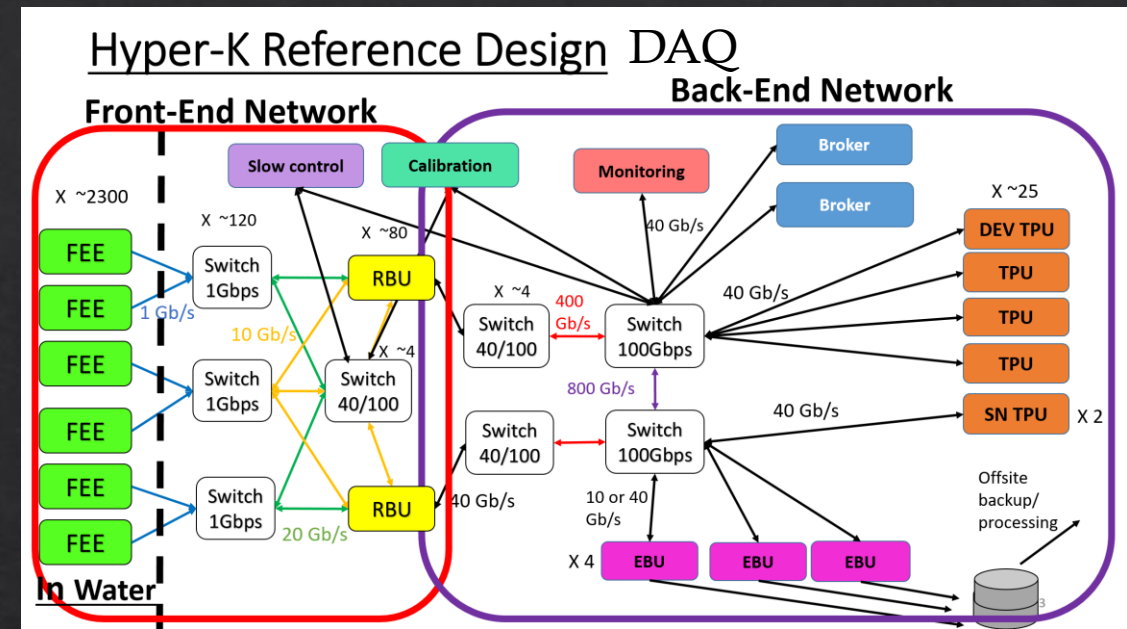 Hyper-K Reference Design DAQ
Front-End Network
Back-End Network
Slow control
Calibration
Monitoring
Broker
Broker
X ~2300
X ~120
X ~80
X ~25
FEE
FEE
FEE
FEE
FEE
FEE
1 Gb/s
Switch
1Gbps
Switch
1Gbps
Switch
1Gbps
10 Gb/s
20 Gb/s
RBU
RBU
X ~4
Switch
40/100
40 Gb/s
X ~4
Switch
40/100
Switch
40/100
400
Gb/s
40 Gb/s
Switch
100Gbps
800 Gb/s
Switch
100Gbps
40 Gb/s
40 Gb/s
DEV TPU
TPU
TPU
TPU
SN TPU
X 2
10 or 40
Gb/s
X 4
EBU
EBU
EBU
Offsite
backup/
processing
3
In Water